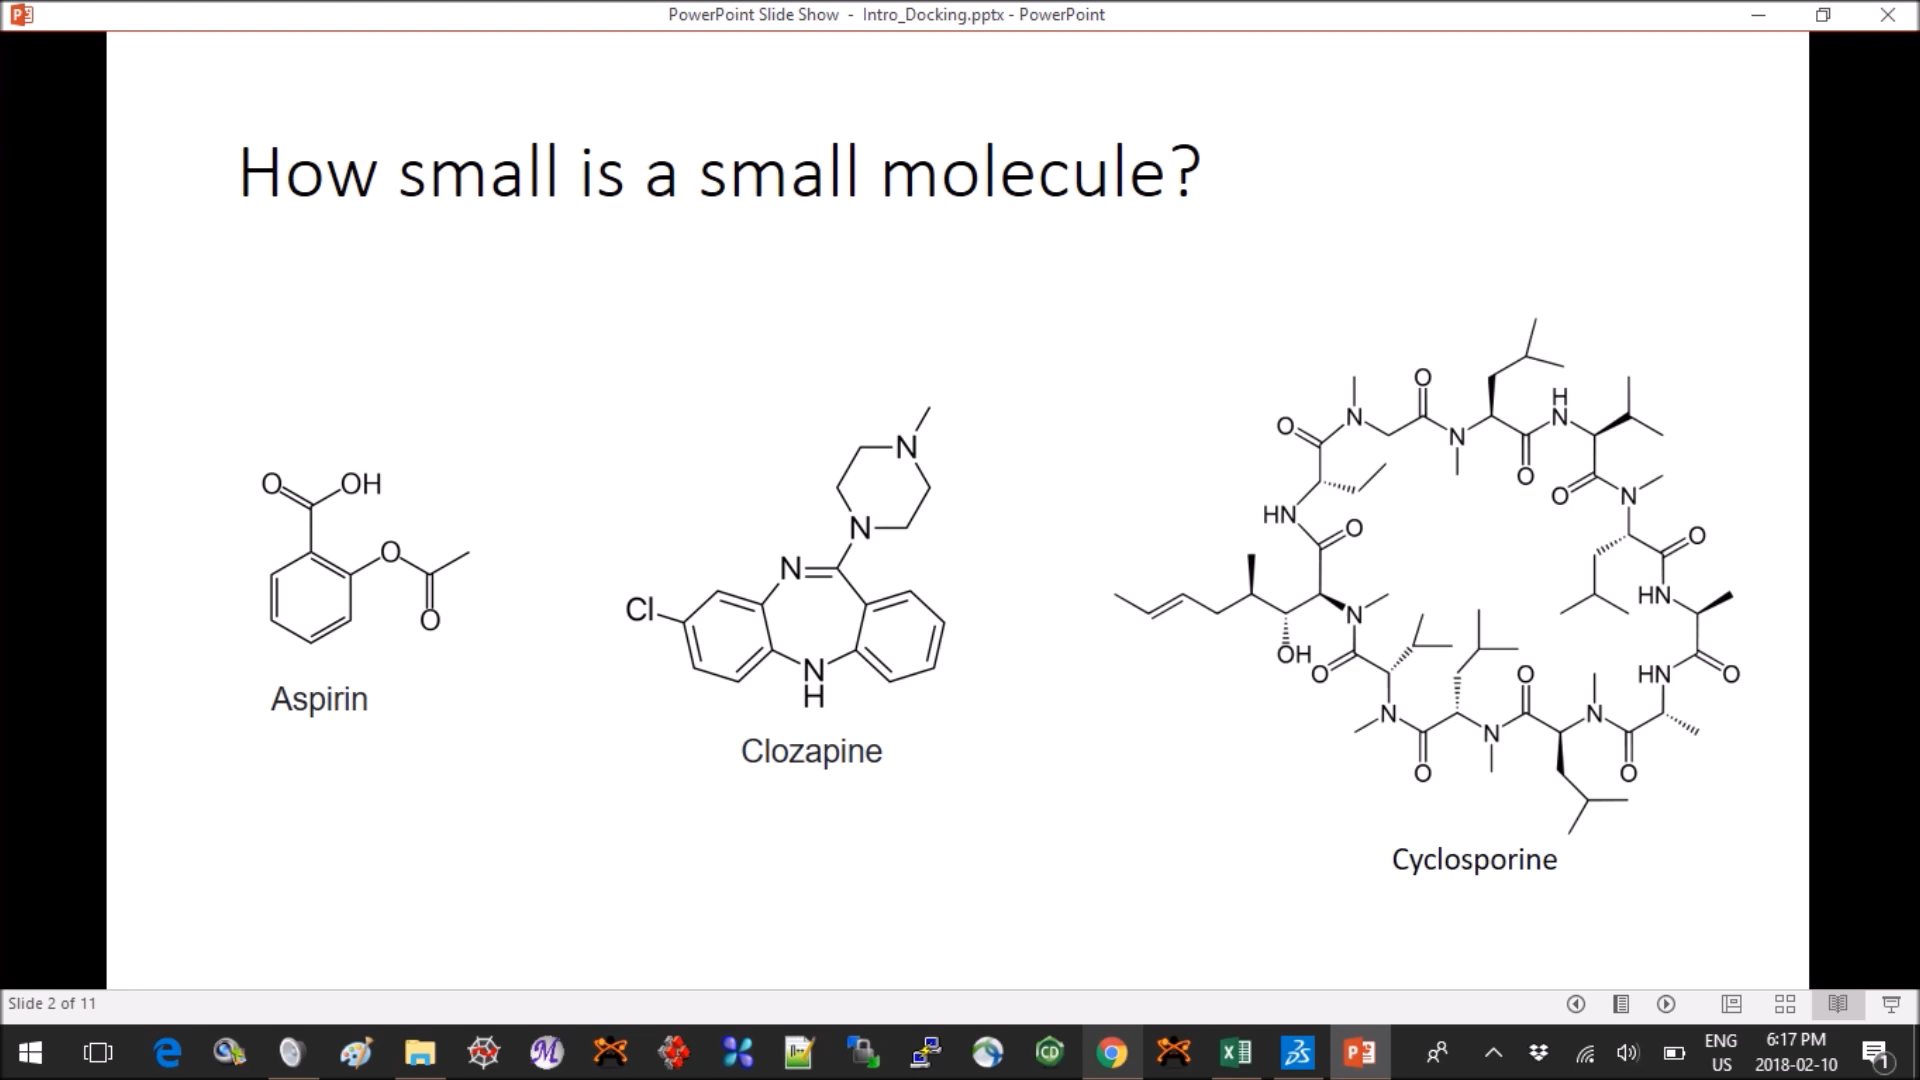 PowerPoint Slide Show - Intro_Docking.pptx - PowerPoint
How small is a small molecule?
O
OH
O
O
Aspirin
N
N
N
Cl
N
H
Clozapine
O
N
O
N
O
H
N
O
N
O
HN
O
HN
N
O
N
O
N
O
N
OH
HN
O
Cyclosporine
Slide 2 of 11
ENG
US
6:17 PM
2018-02-10
1